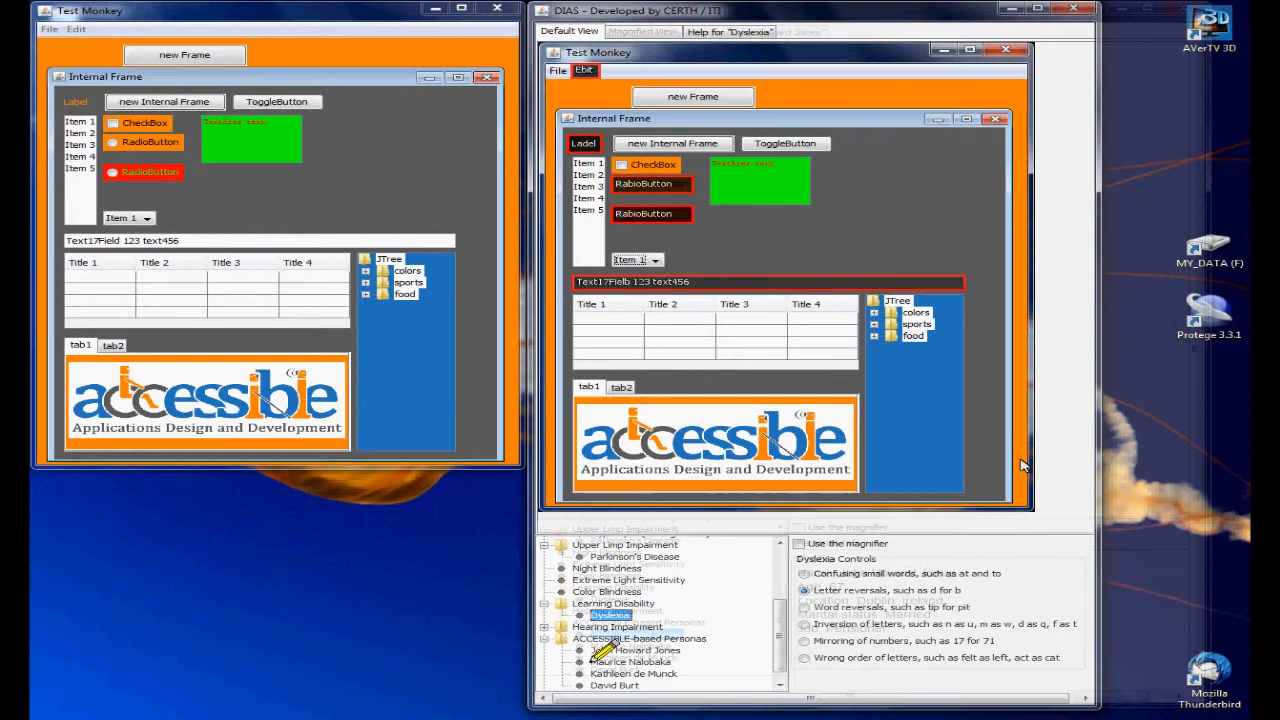 Test Monkey
File Edit
new Frame
Internal Frame
Label new Internal Frame ToggleButton
Item 1
Item 2
Item 3
Item 4
Item 5
CheckBox
RadioButton
RadioButton
TextArea text
Item 1
Text17Field 123 text456
Title 1 Title 2 Title 3 Title 4
JTree
colors
sports
food
tab1 tab2
accessible
Applications Design and Development
DIAS - Developed by CERTH / ITI
Default View Magnified View Help for "Dyslexia"
Test Monkey
File Ebit
new Frame
Internal Frame
Ladel new Internal Frame ToggleButton
Item 1
Item 2
Item 3
Item 4
Item 5
CheckBox
RabioButton
RabioButton
TextArea text
Item 1
Text17Fielb 123 text456
Title 1 Title 2 Title 3 Title 4
JTree
colors
sports
food
tab1 tab2
accessible
Applications Design and Development
Upper Limp Impairment
Parkinson's Disease
Night Blindness
Extreme Light Sensitivity
Color Blindness
Learning Disability
Dyslexia
Hearing Impairment
ACCESSIBLE-based Personas
John Howard Jones
Maurice Nalobaka
Kathleen de Munck
David Burt
Use the magnifier
Use the magnifier
Dyslexia Controls
Confusing small words, such as at and to
Letter reversals, such as d for b
Word reversals, such as tip for pit
Inversion of letters, such as n as u, m as w, d as q, f as t
Mirroring of numbers, such as 17 for 71
Wrong order of letters, such as felt as left, act as cat
AVerTV 3D
MY_DATA (F)
Protege 3.3.1
Mozilla
Thunderbird